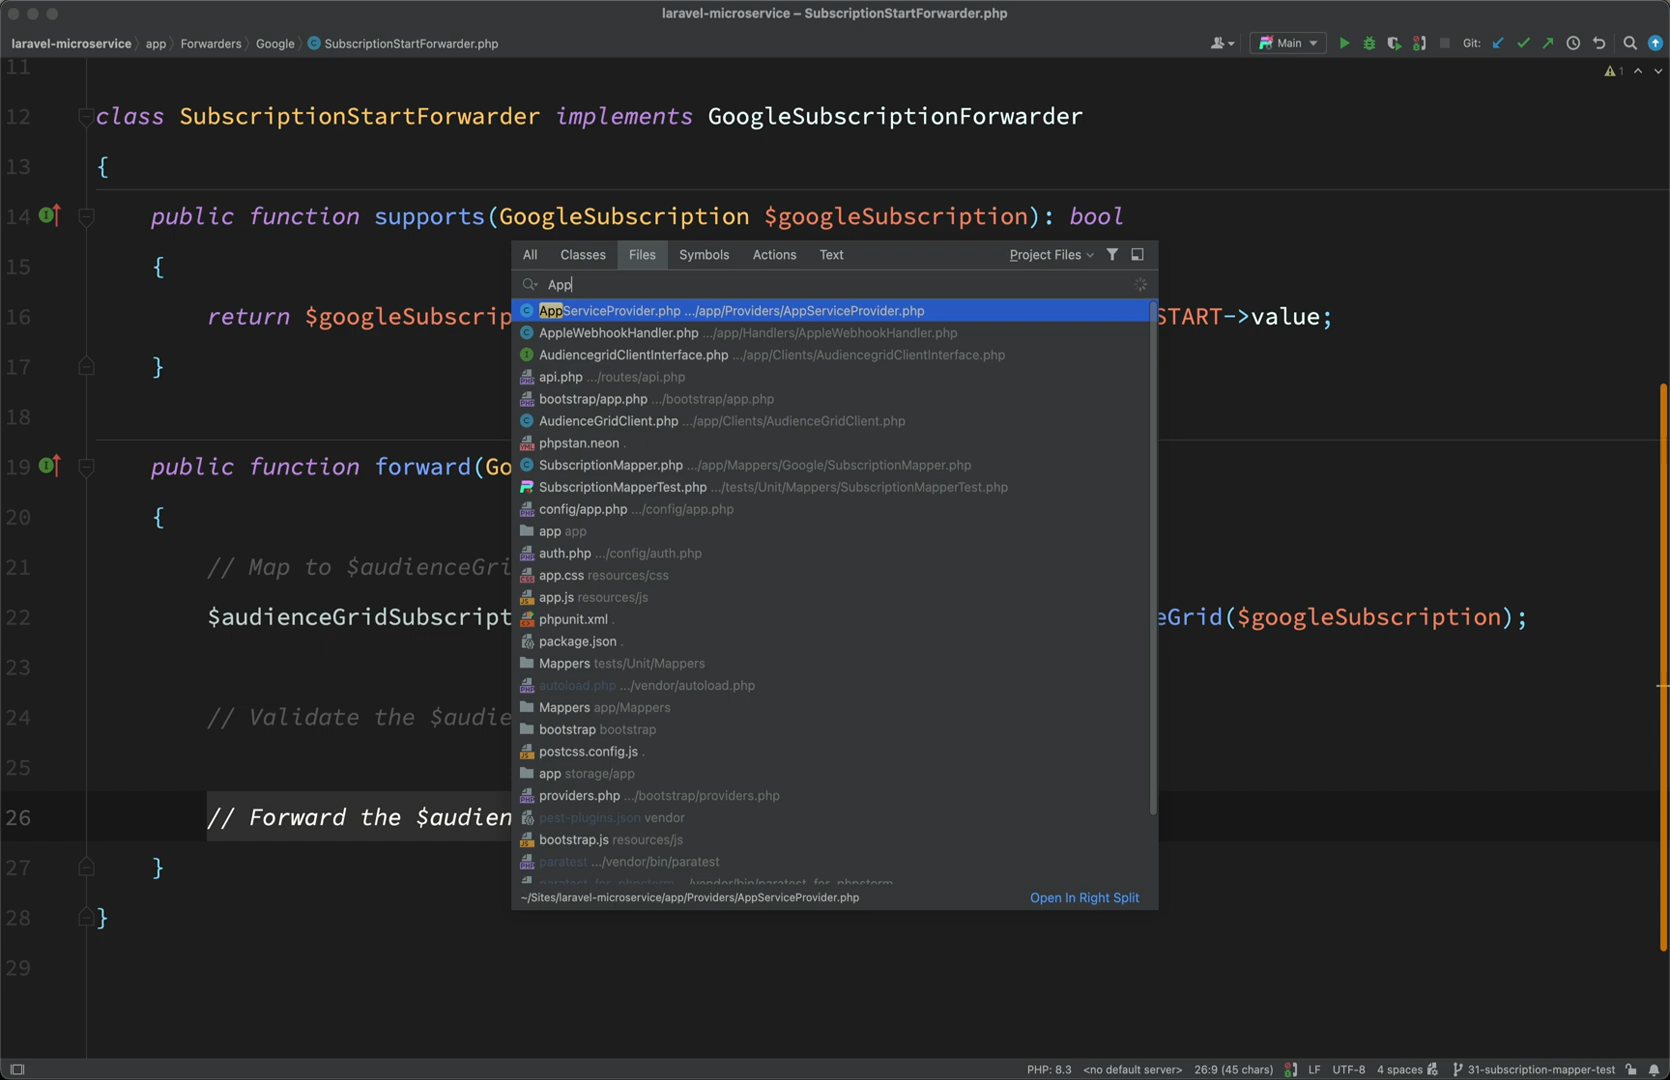 laravel-microservice – SubscriptionStartForwarder.php
laravel-microservice app Forwarders Google SubscriptionStartForwarder.php Main Git:
11
1
12 class SubscriptionStartForwarder implements GoogleSubscriptionForwarder
13 {
14 public function supports(GoogleSubscription $googleSubscription): bool
15 {
16 return $googleSubscrip START->value;
17 }
18
19 public function forward(Go
20 {
21 // Map to $audienceGri
22 $audienceGridSubscript eGrid($googleSubscription);
23
24 // Validate the $audie
25
26 // Forward the $audien
27 }
28 }
29
All Classes Files Symbols Actions Text Project Files
App
AppServiceProvider.php .../app/Providers/AppServiceProvider.php
AppleWebhookHandler.php .../app/Handlers/AppleWebhookHandler.php
AudiencegridClientInterface.php .../app/Clients/AudiencegridClientInterface.php
api.php .../routes/api.php
bootstrap/app.php .../bootstrap/app.php
AudienceGridClient.php .../app/Clients/AudienceGridClient.php
phpstan.neon .
SubscriptionMapper.php .../app/Mappers/Google/SubscriptionMapper.php
SubscriptionMapperTest.php .../tests/Unit/Mappers/SubscriptionMapperTest.php
config/app.php .../config/app.php
app app
auth.php .../config/auth.php
app.css resources/css
app.js resources/js
phpunit.xml .
package.json .
Mappers tests/Unit/Mappers
autoload.php .../vendor/autoload.php
Mappers app/Mappers
bootstrap bootstrap
postcss.config.js .
app storage/app
providers.php .../bootstrap/providers.php
pest-plugins.json vendor
bootstrap.js resources/js
paratest .../vendor/bin/paratest
paratest_for_phpstorm .../vendor/bin/paratest_for_phpstorm
~/Sites/laravel-microservice/app/Providers/AppServiceProvider.php Open In Right Split
PHP: 8.3 <no default server> 26:9 (45 chars) LF UTF-8 4 spaces 31-subscription-mapper-test